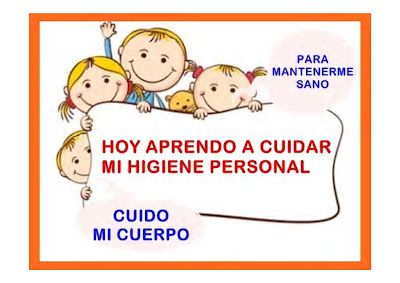 PARA
MANTENERME
SANO
HOY APRENDO A CUIDAR
MI HIGIENE PERSONAL
CUIDO
MI CUERPO